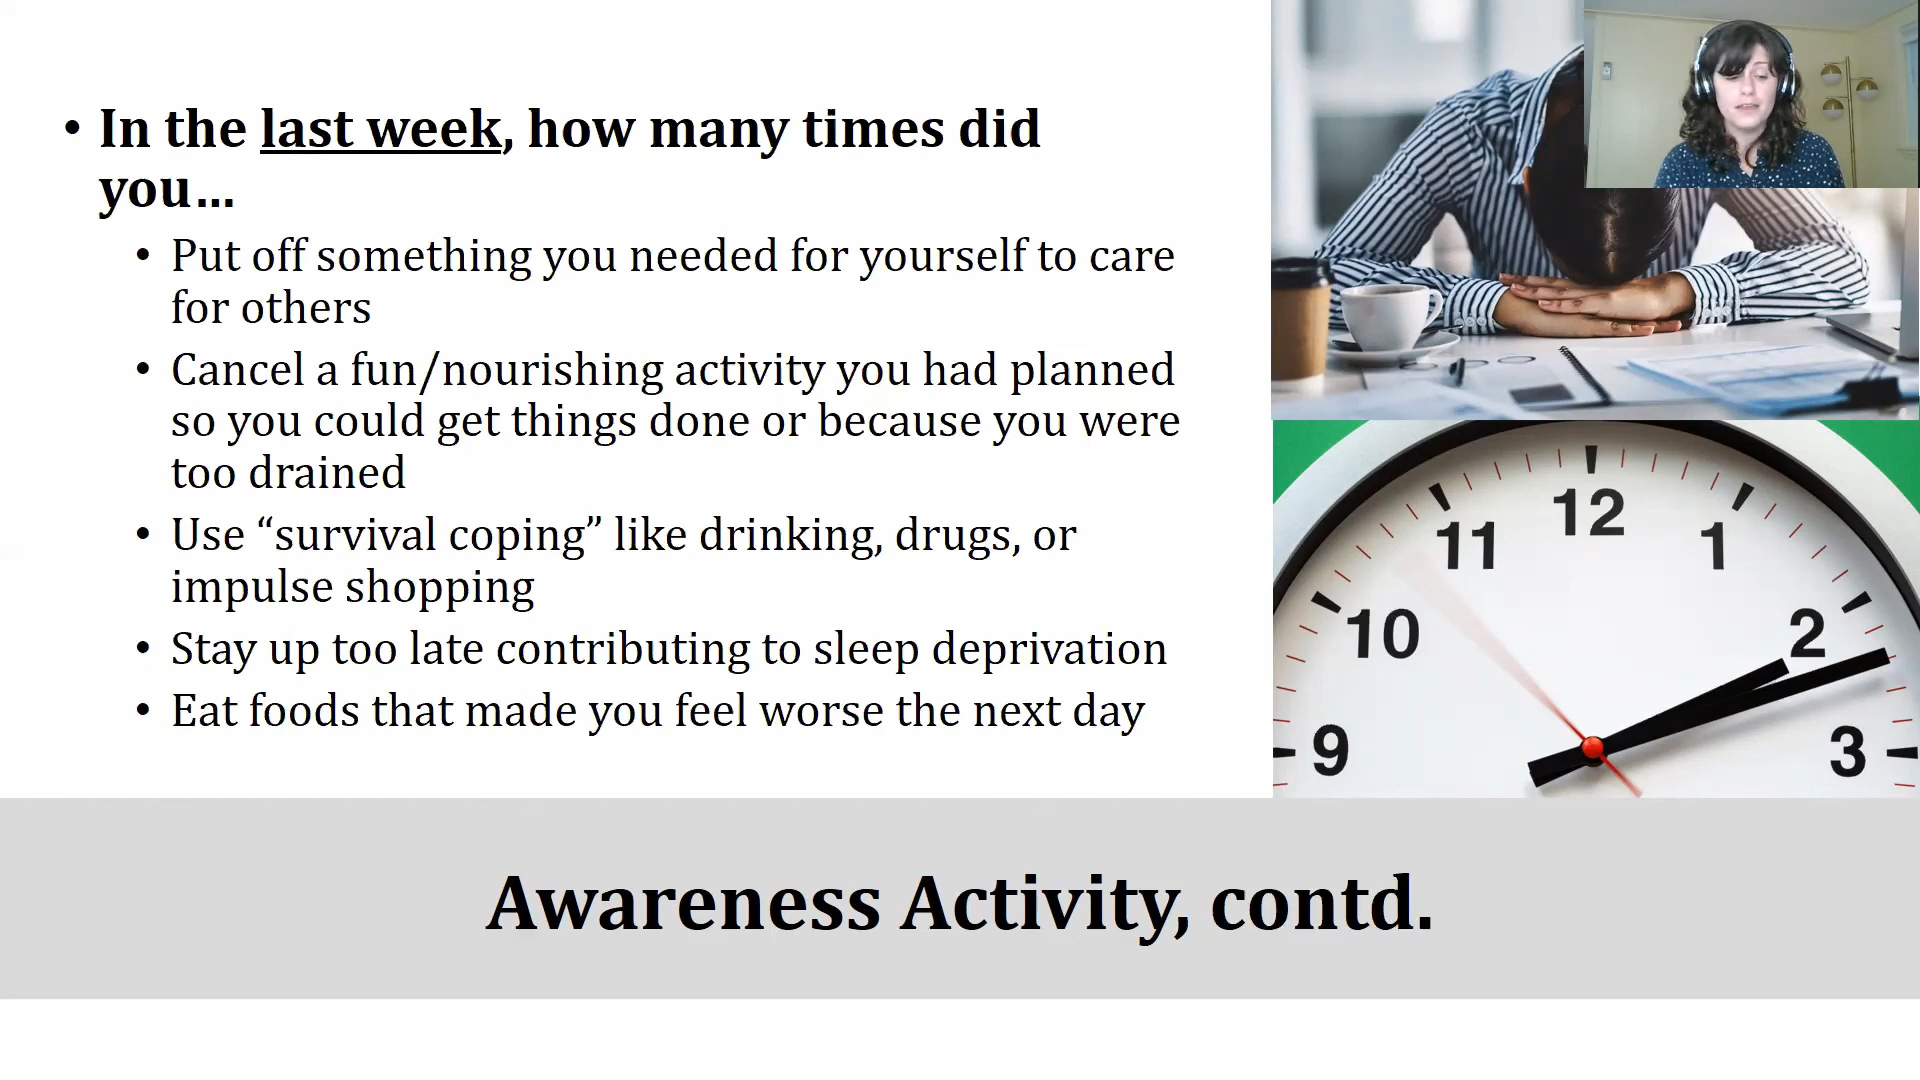 • In the last week, how many times did
you…
• Put off something you needed for yourself to care
for others
• Cancel a fun/nourishing activity you had planned
so you could get things done or because you were
too drained
• Use “survival coping” like drinking, drugs, or
impulse shopping
• Stay up too late contributing to sleep deprivation
• Eat foods that made you feel worse the next day
12
11
1
10
2
9
3
Awareness Activity, contd.